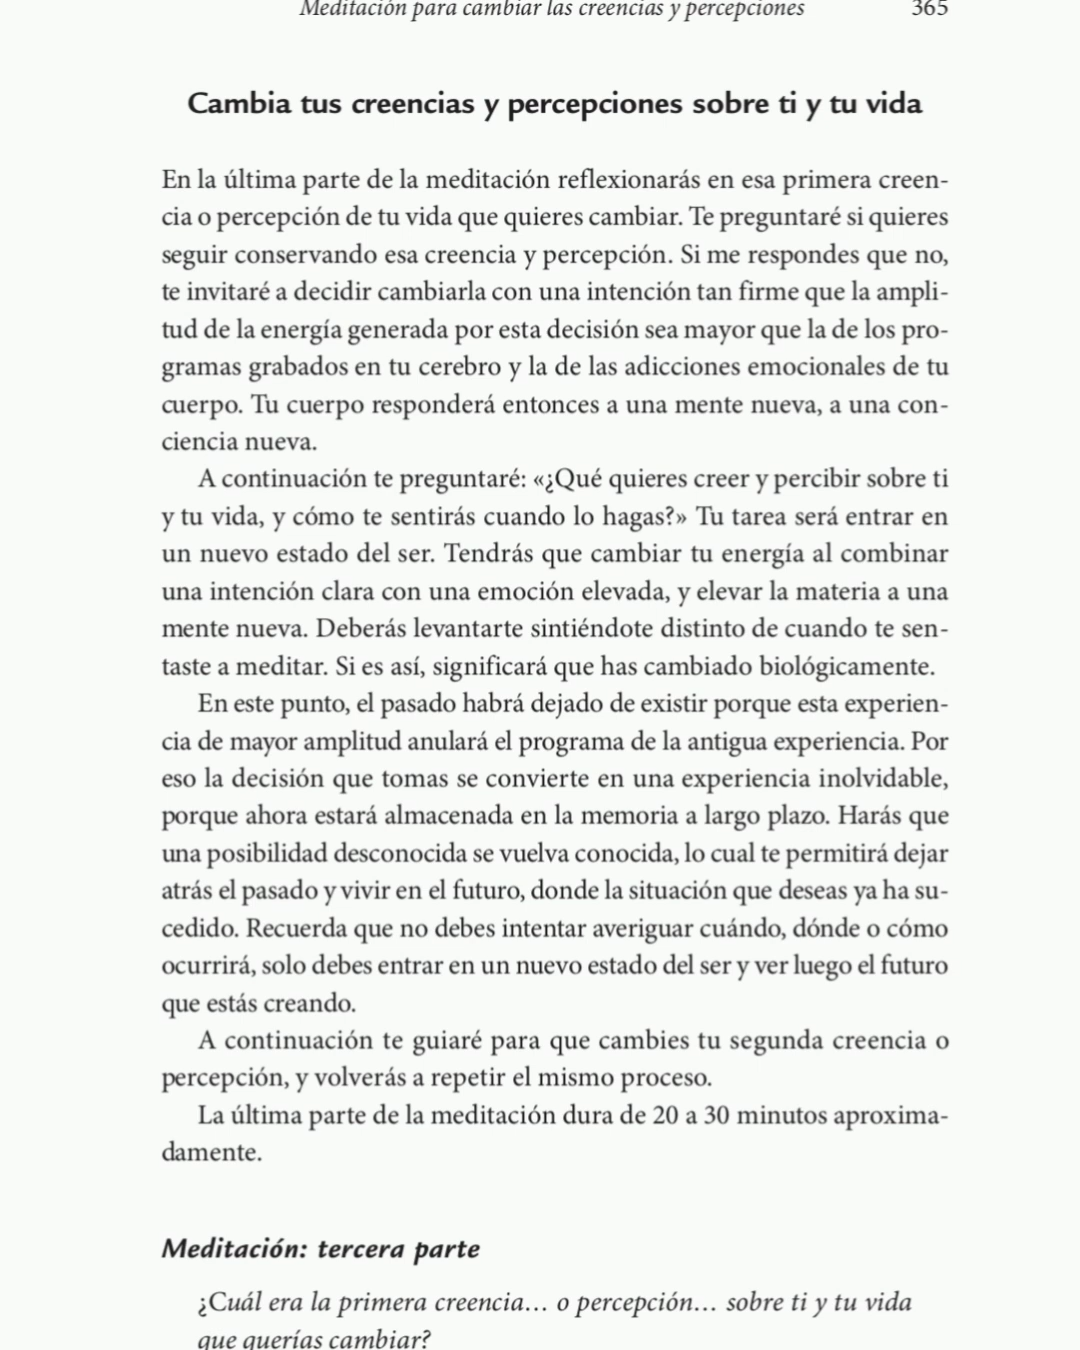 Meditación para cambiar las creencias y percepciones 365
Cambia tus creencias y percepciones sobre ti y tu vida
En la última parte de la meditación reflexionarás en esa primera creen-
cia o percepción de tu vida que quieres cambiar. Te preguntaré si quieres
seguir conservando esa creencia y percepción. Si me respondes que no,
te invitaré a decidir cambiarla con una intención tan firme que la ampli-
tud de la energía generada por esta decisión sea mayor que la de los pro-
gramas grabados en tu cerebro y la de las adicciones emocionales de tu
cuerpo. Tu cuerpo responderá entonces a una mente nueva, a una con-
ciencia nueva.
A continuación te preguntaré: «¿Qué quieres creer y percibir sobre ti
y tu vida, y cómo te sentirás cuando lo hagas?» Tu tarea será entrar en
un nuevo estado del ser. Tendrás que cambiar tu energía al combinar
una intención clara con una emoción elevada, y elevar la materia a una
mente nueva. Deberás levantarte sintiéndote distinto de cuando te sen-
taste a meditar. Si es así, significará que has cambiado biológicamente.
En este punto, el pasado habrá dejado de existir porque esta experien-
cia de mayor amplitud anulará el programa de la antigua experiencia. Por
eso la decisión que tomas se convierte en una experiencia inolvidable,
porque ahora estará almacenada en la memoria a largo plazo. Harás que
una posibilidad desconocida se vuelva conocida, lo cual te permitirá dejar
atrás el pasado y vivir en el futuro, donde la situación que deseas ya ha su-
cedido. Recuerda que no debes intentar averiguar cuándo, dónde o cómo
ocurrirá, solo debes entrar en un nuevo estado del ser y ver luego el futuro
que estás creando.
A continuación te guiaré para que cambies tu segunda creencia o
percepción, y volverás a repetir el mismo proceso.
La última parte de la meditación dura de 20 a 30 minutos aproxima-
damente.
Meditación: tercera parte
¿Cuál era la primera creencia… o percepción… sobre ti y tu vida
que querías cambiar?